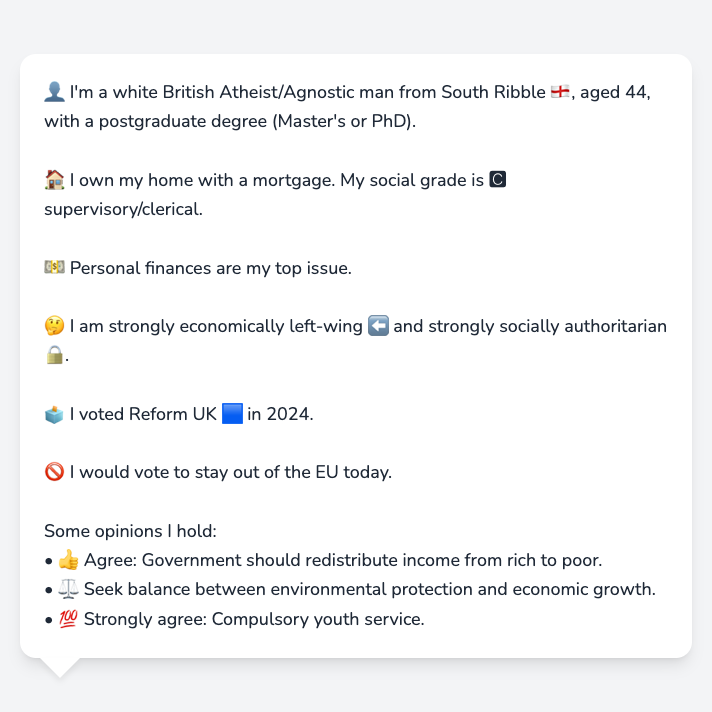 👤 I'm a white British Atheist/Agnostic man from South Ribble 🏴󠁧󠁢󠁥󠁮󠁧󠁿, aged 44,
with a postgraduate degree (Master's or PhD).
🏠 I own my home with a mortgage. My social grade is 🅲
supervisory/clerical.
💵 Personal finances are my top issue.
🤔 I am strongly economically left-wing ⬅️ and strongly socially authoritarian
🔒.
🗳️ I voted Reform UK 🟦 in 2024.
🚫 I would vote to stay out of the EU today.
Some opinions I hold:
• 👍 Agree: Government should redistribute income from rich to poor.
• ⚖️ Seek balance between environmental protection and economic growth.
• 💯 Strongly agree: Compulsory youth service.